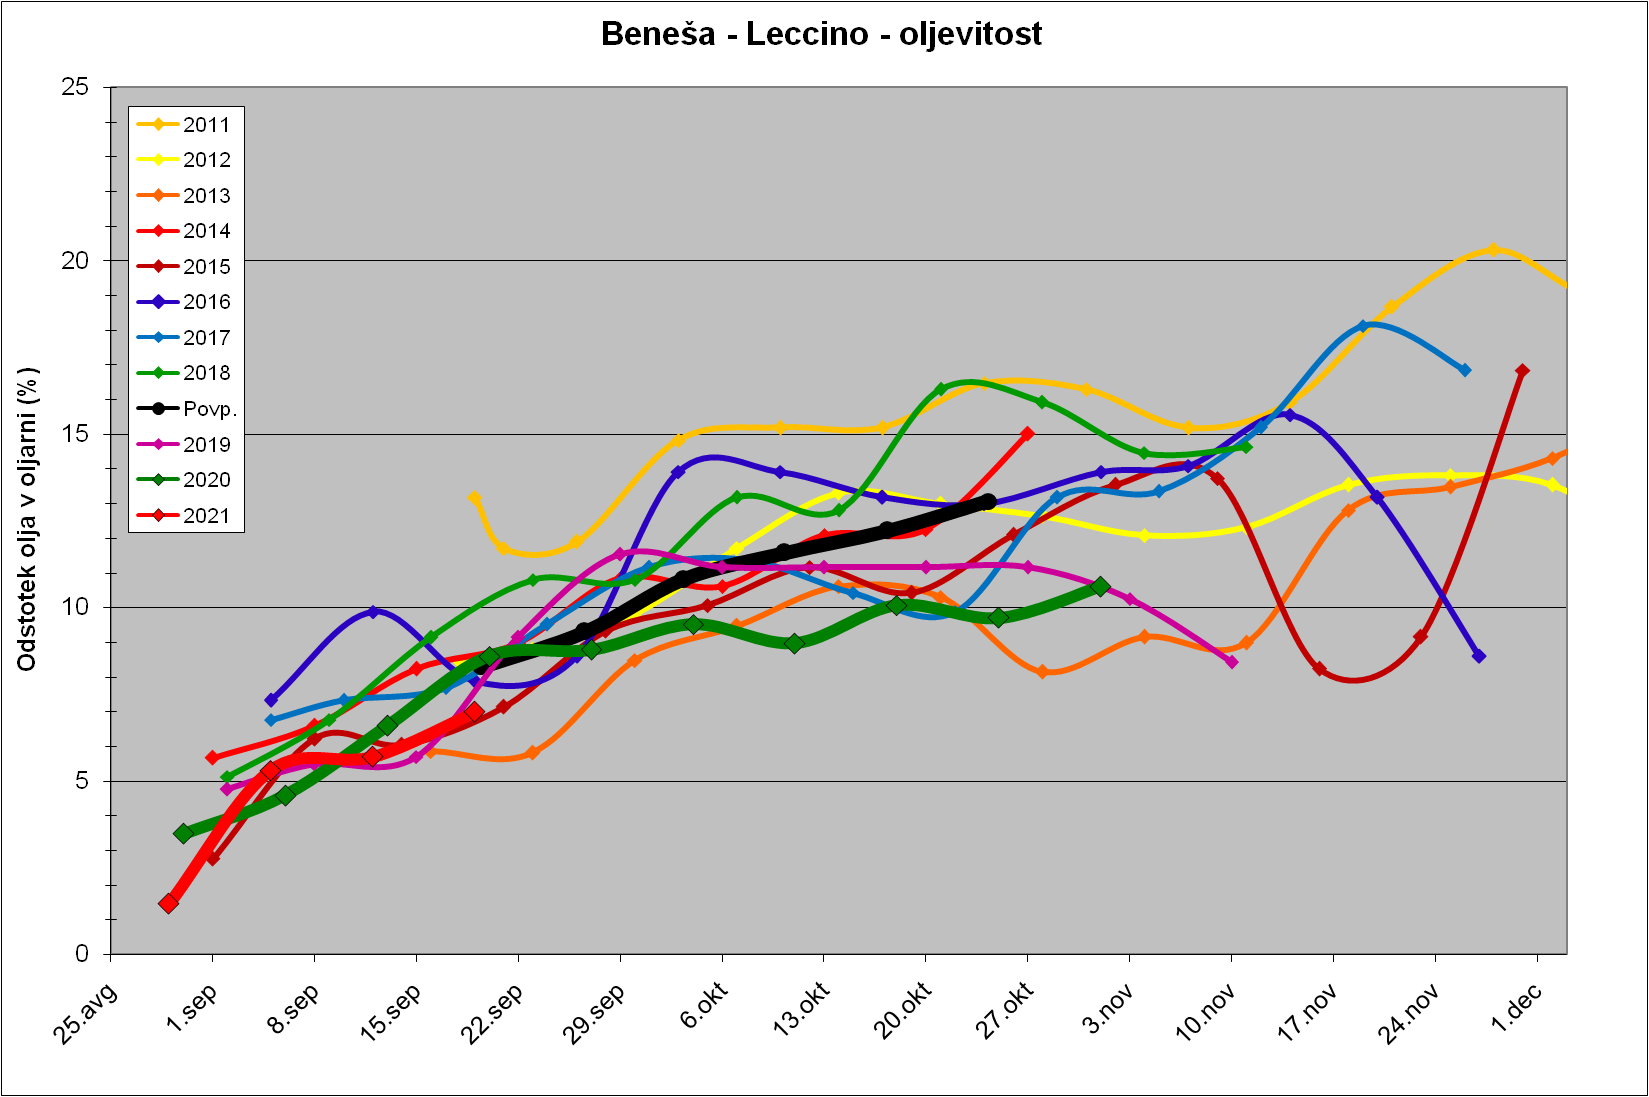 Beneša - Leccino - oljevitost
Odstotek olja v oljarni (%)
25
20
15
10
5
0
2011
2012
2013
2014
2015
2016
2017
2018
Povp.
2019
2020
2021
25.avg
1.sep
8.sep
15.sep
22.sep
29.sep
6.okt
13.okt
20.okt
27.okt
3.nov
10.nov
17.nov
24.nov
1.dec